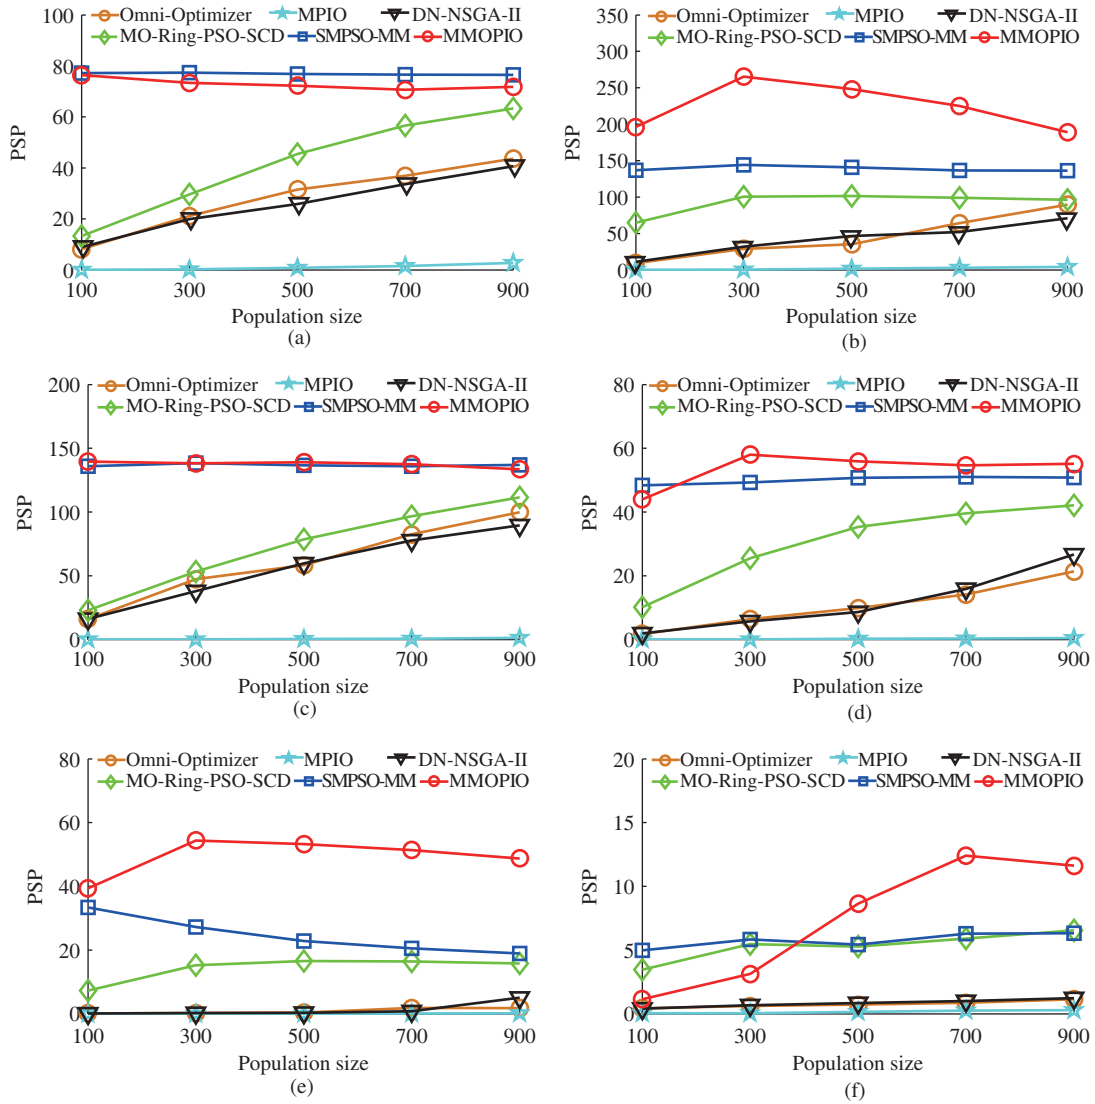 Omni-Optimizer MPIO DN-NSGA-II
MO-Ring-PSO-SCD SMPSO-MM MMOPIO
100
80
60
40
20
0
PSP
100 300 500 700 900
Population size
(a)
Omni-Optimizer MPIO DN-NSGA-II
MO-Ring-PSO-SCD SMPSO-MM MMOPIO
350
300
250
200
150
100
50
0
PSP
100 300 500 700 900
Population size
(b)
Omni-Optimizer MPIO DN-NSGA-II
MO-Ring-PSO-SCD SMPSO-MM MMOPIO
200
150
100
50
0
PSP
100 300 500 700 900
Population size
(c)
Omni-Optimizer MPIO DN-NSGA-II
MO-Ring-PSO-SCD SMPSO-MM MMOPIO
80
60
40
20
0
PSP
100 300 500 700 900
Population size
(d)
Omni-Optimizer MPIO DN-NSGA-II
MO-Ring-PSO-SCD SMPSO-MM MMOPIO
80
60
40
20
0
PSP
100 300 500 700 900
Population size
(e)
Omni-Optimizer MPIO DN-NSGA-II
MO-Ring-PSO-SCD SMPSO-MM MMOPIO
20
15
10
5
0
PSP
100 300 500 700 900
Population size
(f)